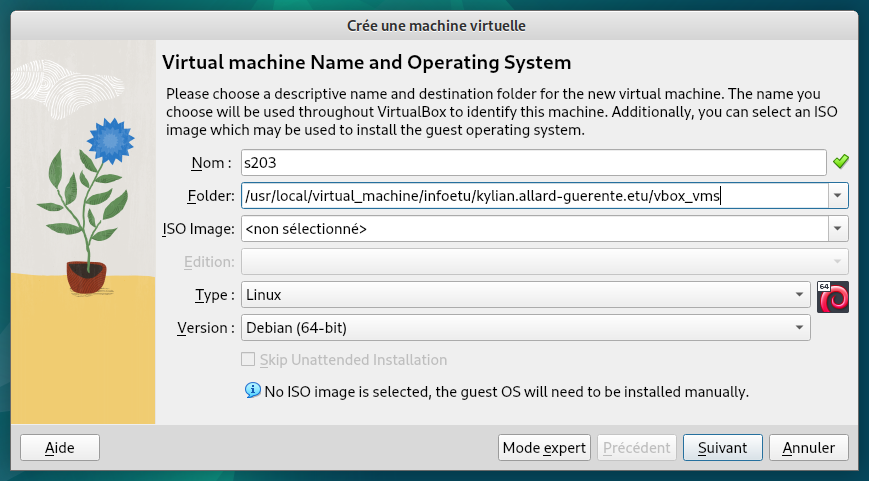 Crée une machine virtuelle
Virtual machine Name and Operating System
Please choose a descriptive name and destination folder for the new virtual machine. The name you
choose will be used throughout VirtualBox to identify this machine. Additionally, you can select an ISO
image which may be used to install the guest operating system.
Nom : s203
Folder: /usr/local/virtual_machine/infoetu/kylian.allard-guerente.etu/vbox_vms
ISO Image: <non sélectionné>
Edition:
Type : Linux
64
Version : Debian (64-bit)
Skip Unattended Installation
No ISO image is selected, the guest OS will need to be installed manually.
Aide Mode expert Précédent Suivant Annuler